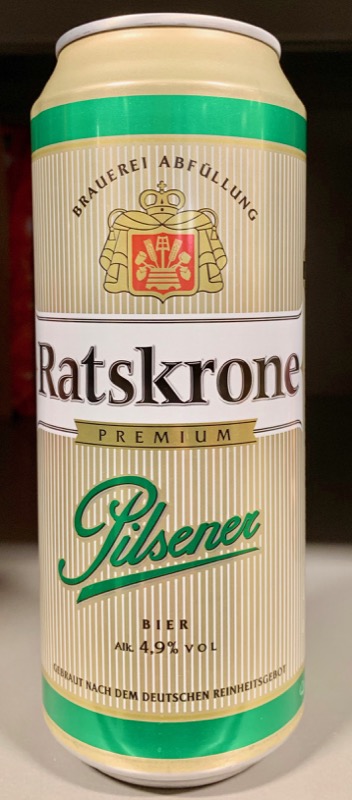 BRAUEREI ABFÜLLUNG
Ratskrone
PREMIUM
Pilsener
BIER
Alk. 4,9% VOL
GEBRAUT NACH DEM DEUTSCHEN REINHEITSGEBOT